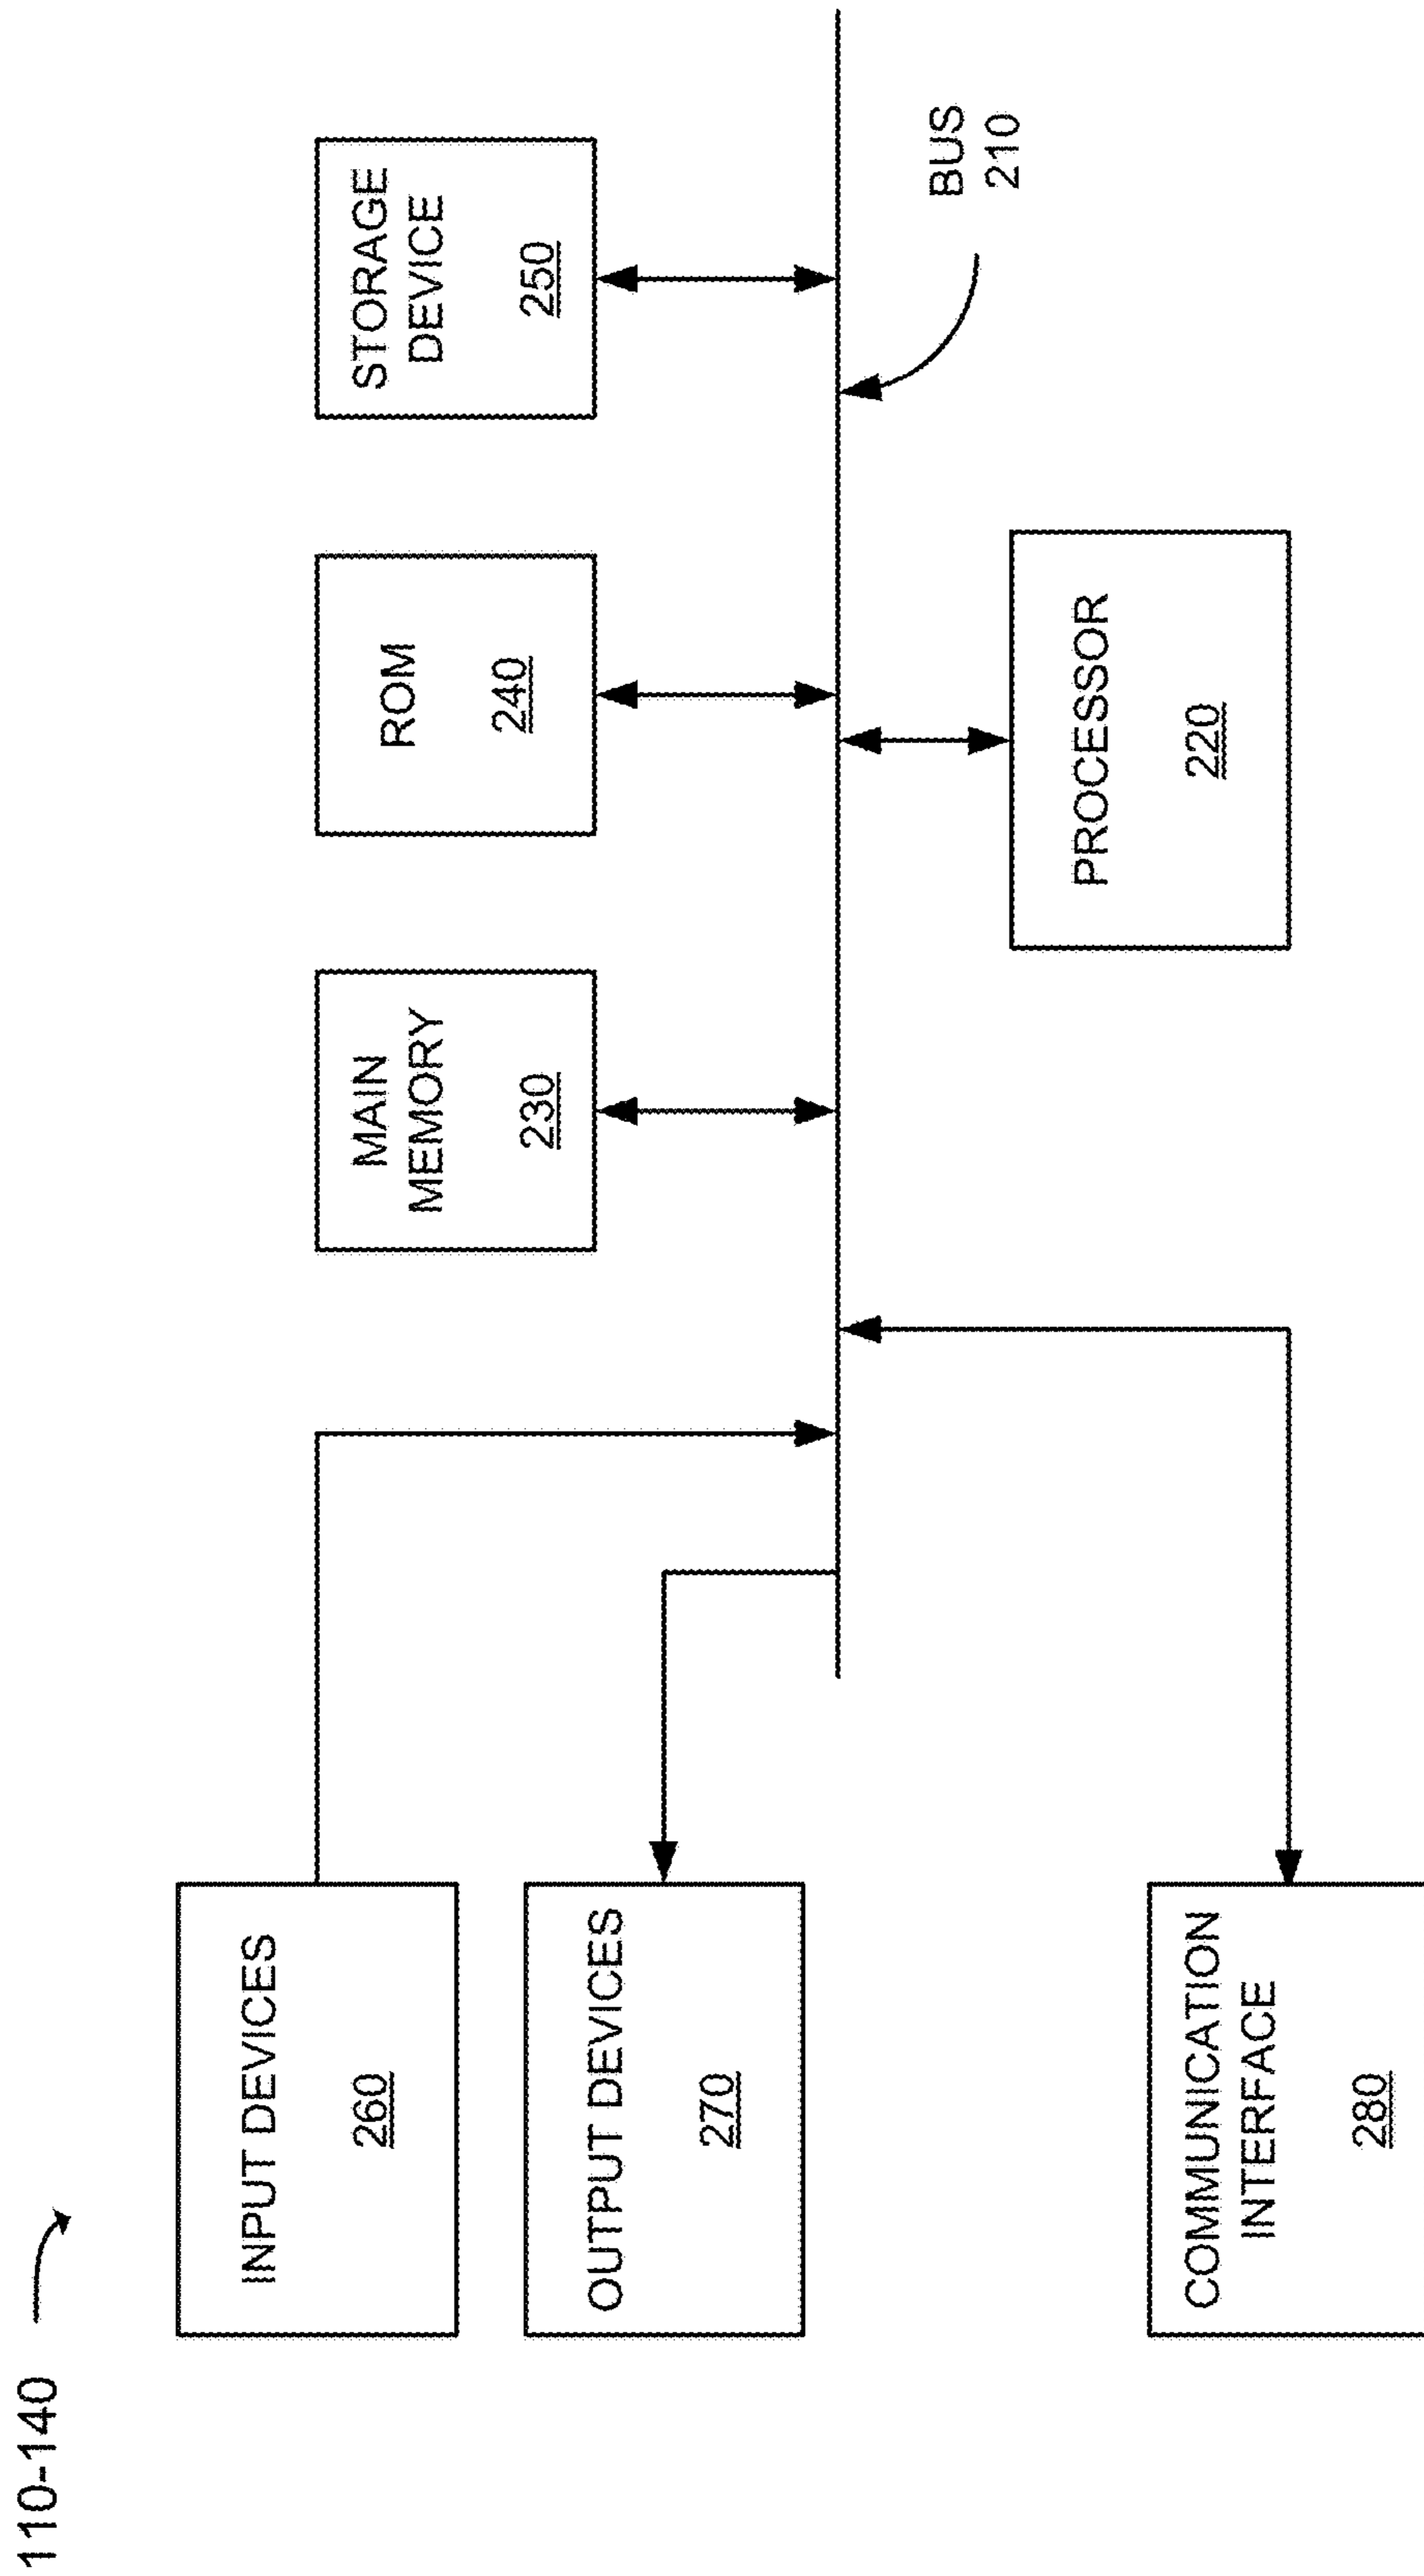 110-140
INPUT DEVICES
260
OUTPUT DEVICES
270
COMMUNICATION
INTERFACE
280
MAIN
MEMORY
230
ROM
240
STORAGE
DEVICE
250
PROCESSOR
220
BUS
210